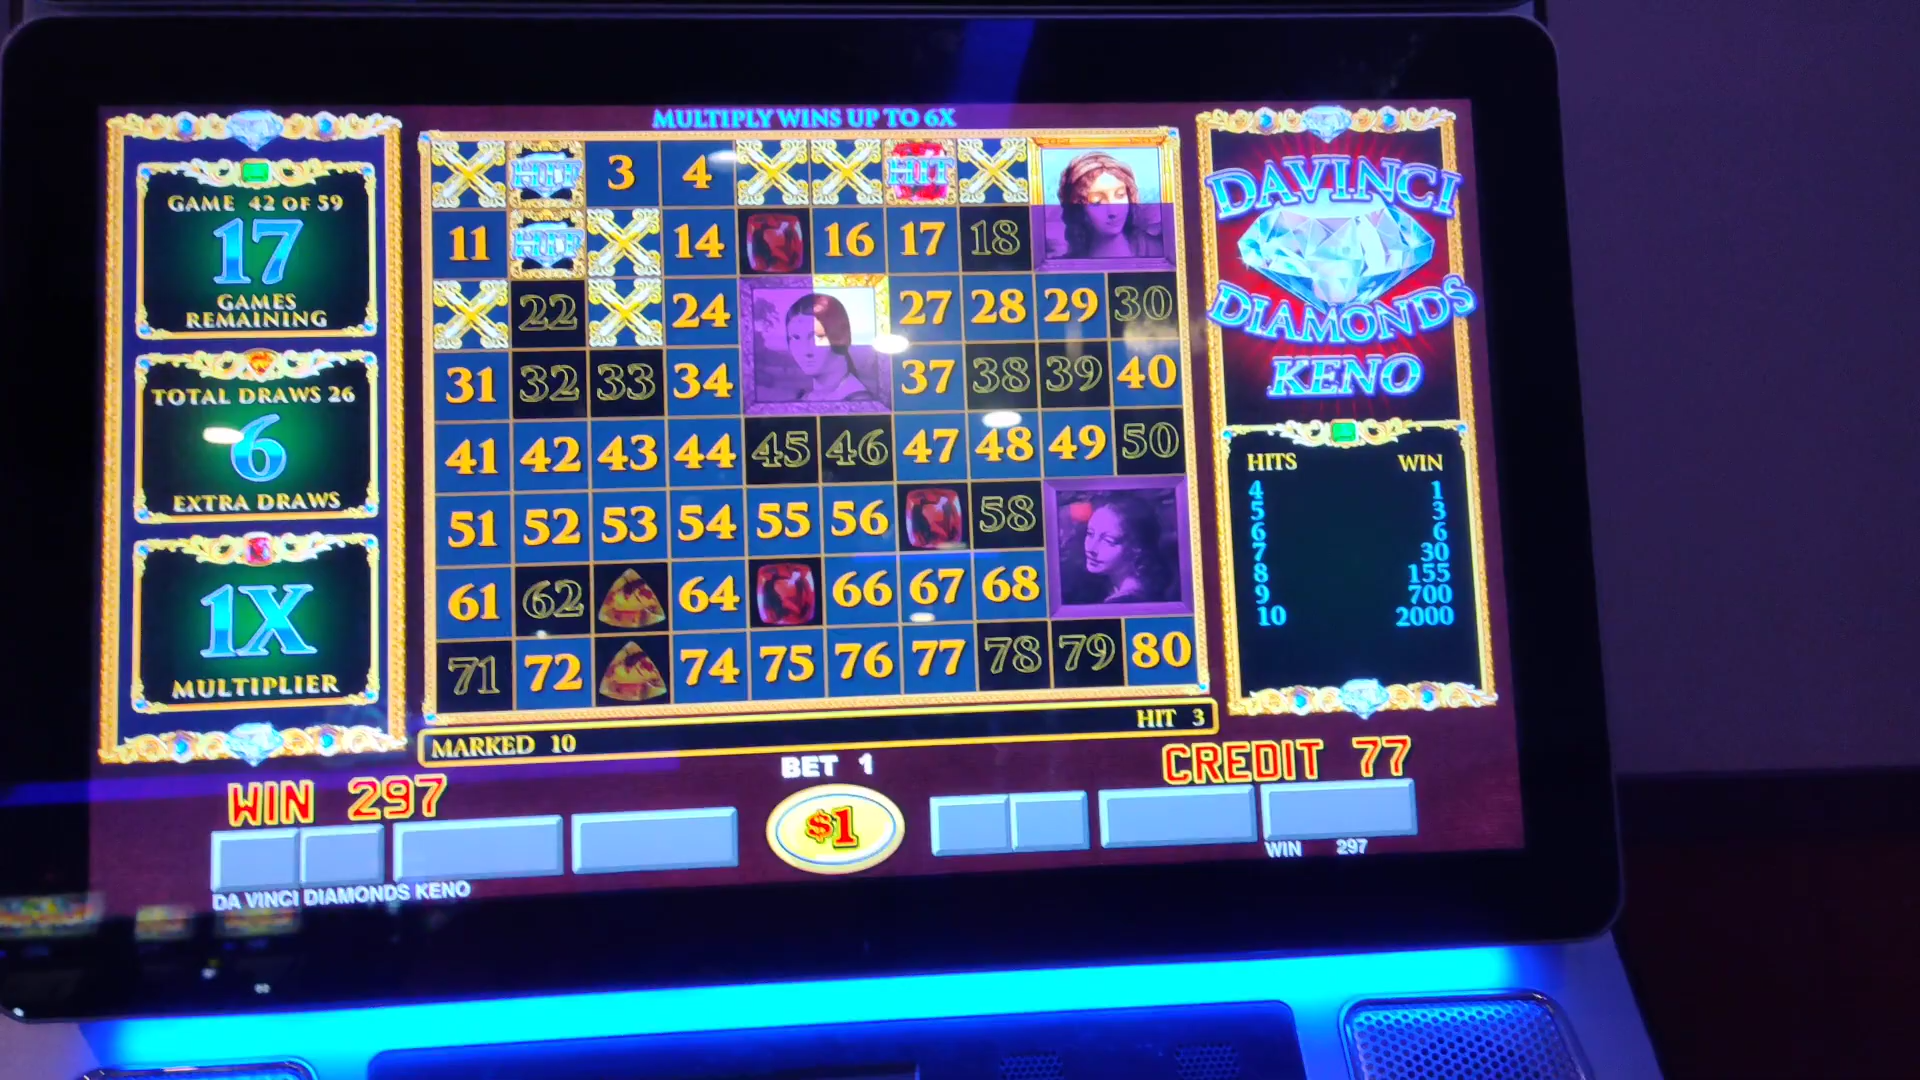 MULTIPLY WINS UP TO 6X
GAME 42 OF 59
17
GAMES
REMAINING
TOTAL DRAWS 26
6
EXTRA DRAWS
1X
MULTIPLIER
HIT 3 4 HIT
11 HIT 14 16 17 18
22 24 27 28 29 30
31 32 33 34 37 38 39 40
41 42 43 44 45 46 47 48 49 50
51 52 53 54 55 56 58
61 62 64 66 67 68
71 72 74 75 76 77 78 79 80
MARKED 10 HIT 3
DAVINCI
DIAMONDS
KENO
HITS WIN
4 1
5 3
6 6
7 30
8 155
9 700
10 2000
WIN 297
BET 1
CREDIT 77
$1
WIN 297
DA VINCI DIAMONDS KENO